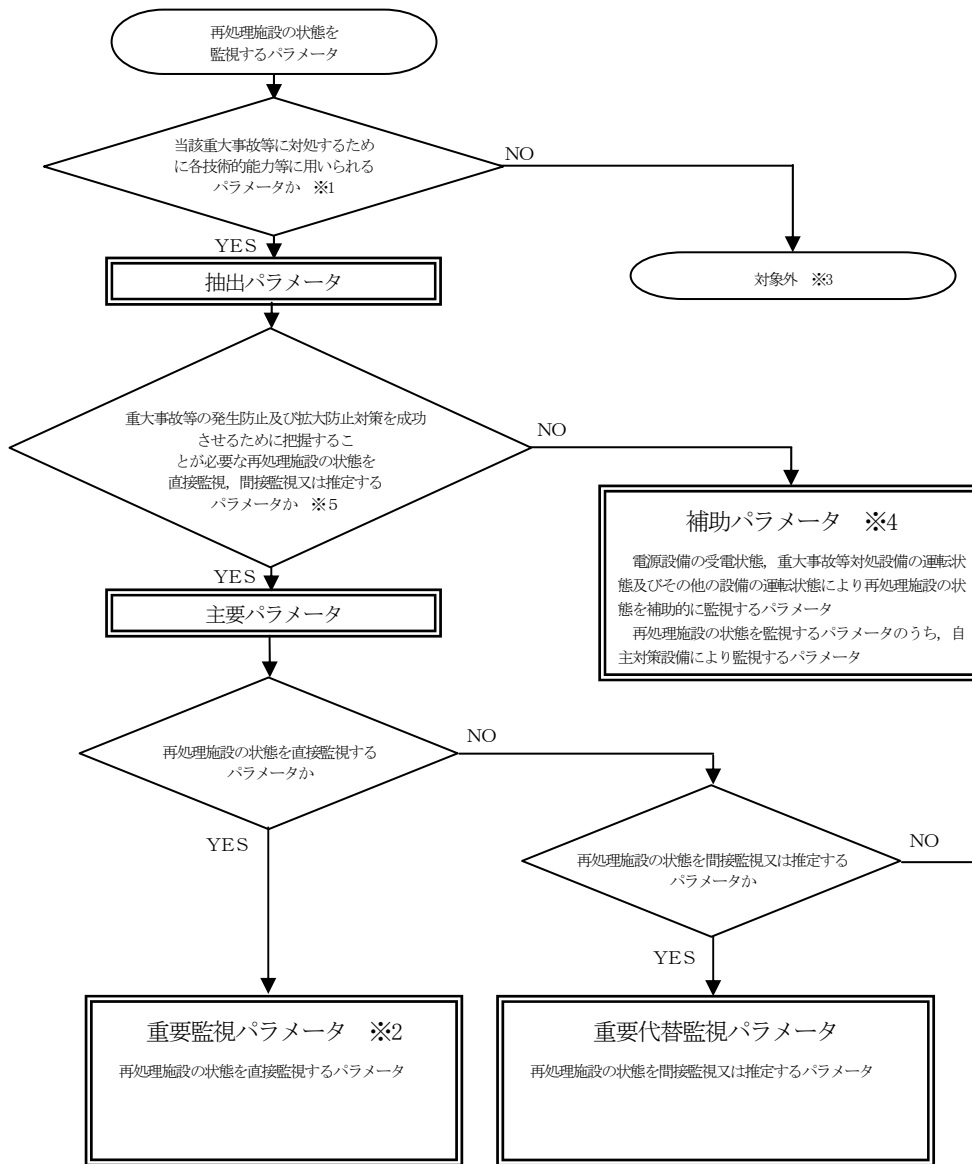 再処理施設の状態を
監視するパラメータ
当該重大事故等に対処するため
に各技術的能力等に用いられる
パラメータか　※1
NO
YES
抽出パラメータ
対象外　※3
重大事故等の発生防止及び拡大防止対策を成功
させるために把握するこ
とが必要な再処理施設の状態を
直接監視，間接監視又は推定する
パラメータか　※5
NO
補助パラメータ　※4
電源設備の受電状態，重大事故等対処設備の運転状
態及びその他の設備の運転状態により再処理施設の状
態を補助的に監視するパラメータ
再処理施設の状態を監視するパラメータのうち，自
主対策設備により監視するパラメータ
YES
主要パラメータ
再処理施設の状態を直接監視する
パラメータか
NO
YES
再処理施設の状態を間接監視又は推定する
パラメータか
NO
YES
重要監視パラメータ　※2
再処理施設の状態を直接監視するパラメータ
重要代替監視パラメータ
再処理施設の状態を間接監視又は推定するパラメータ